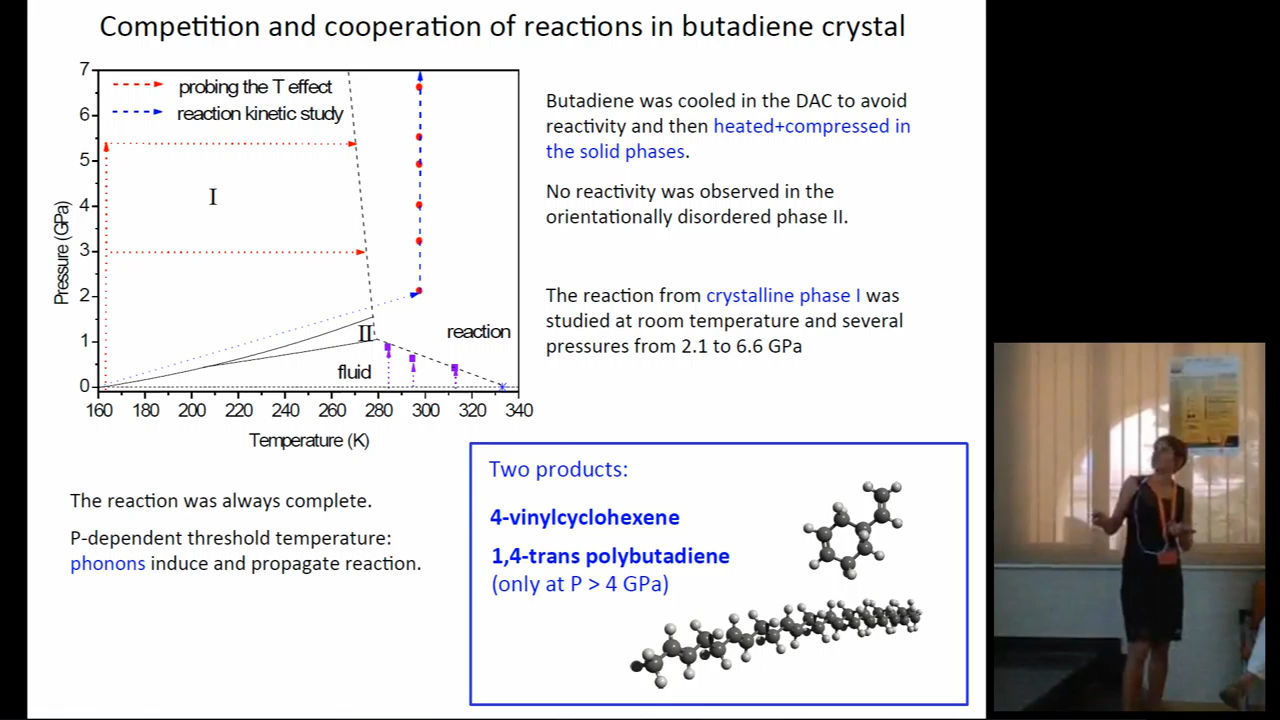 Competition and cooperation of reactions in butadiene crystal
7
6
5
4
3
2
1
0
Pressure (GPa)
probing the T effect
reaction kinetic study
I
II
reaction
fluid
160 180 200 220 240 260 280 300 320 340
Temperature (K)
Butadiene was cooled in the DAC to avoid
reactivity and then heated+compressed in
the solid phases.
No reactivity was observed in the
orientationally disordered phase II.
The reaction from crystalline phase I was
studied at room temperature and several
pressures from 2.1 to 6.6 GPa
The reaction was always complete.
P-dependent threshold temperature:
phonons induce and propagate reaction.
Two products:
4-vinylcyclohexene
1,4-trans polybutadiene
(only at P > 4 GPa)